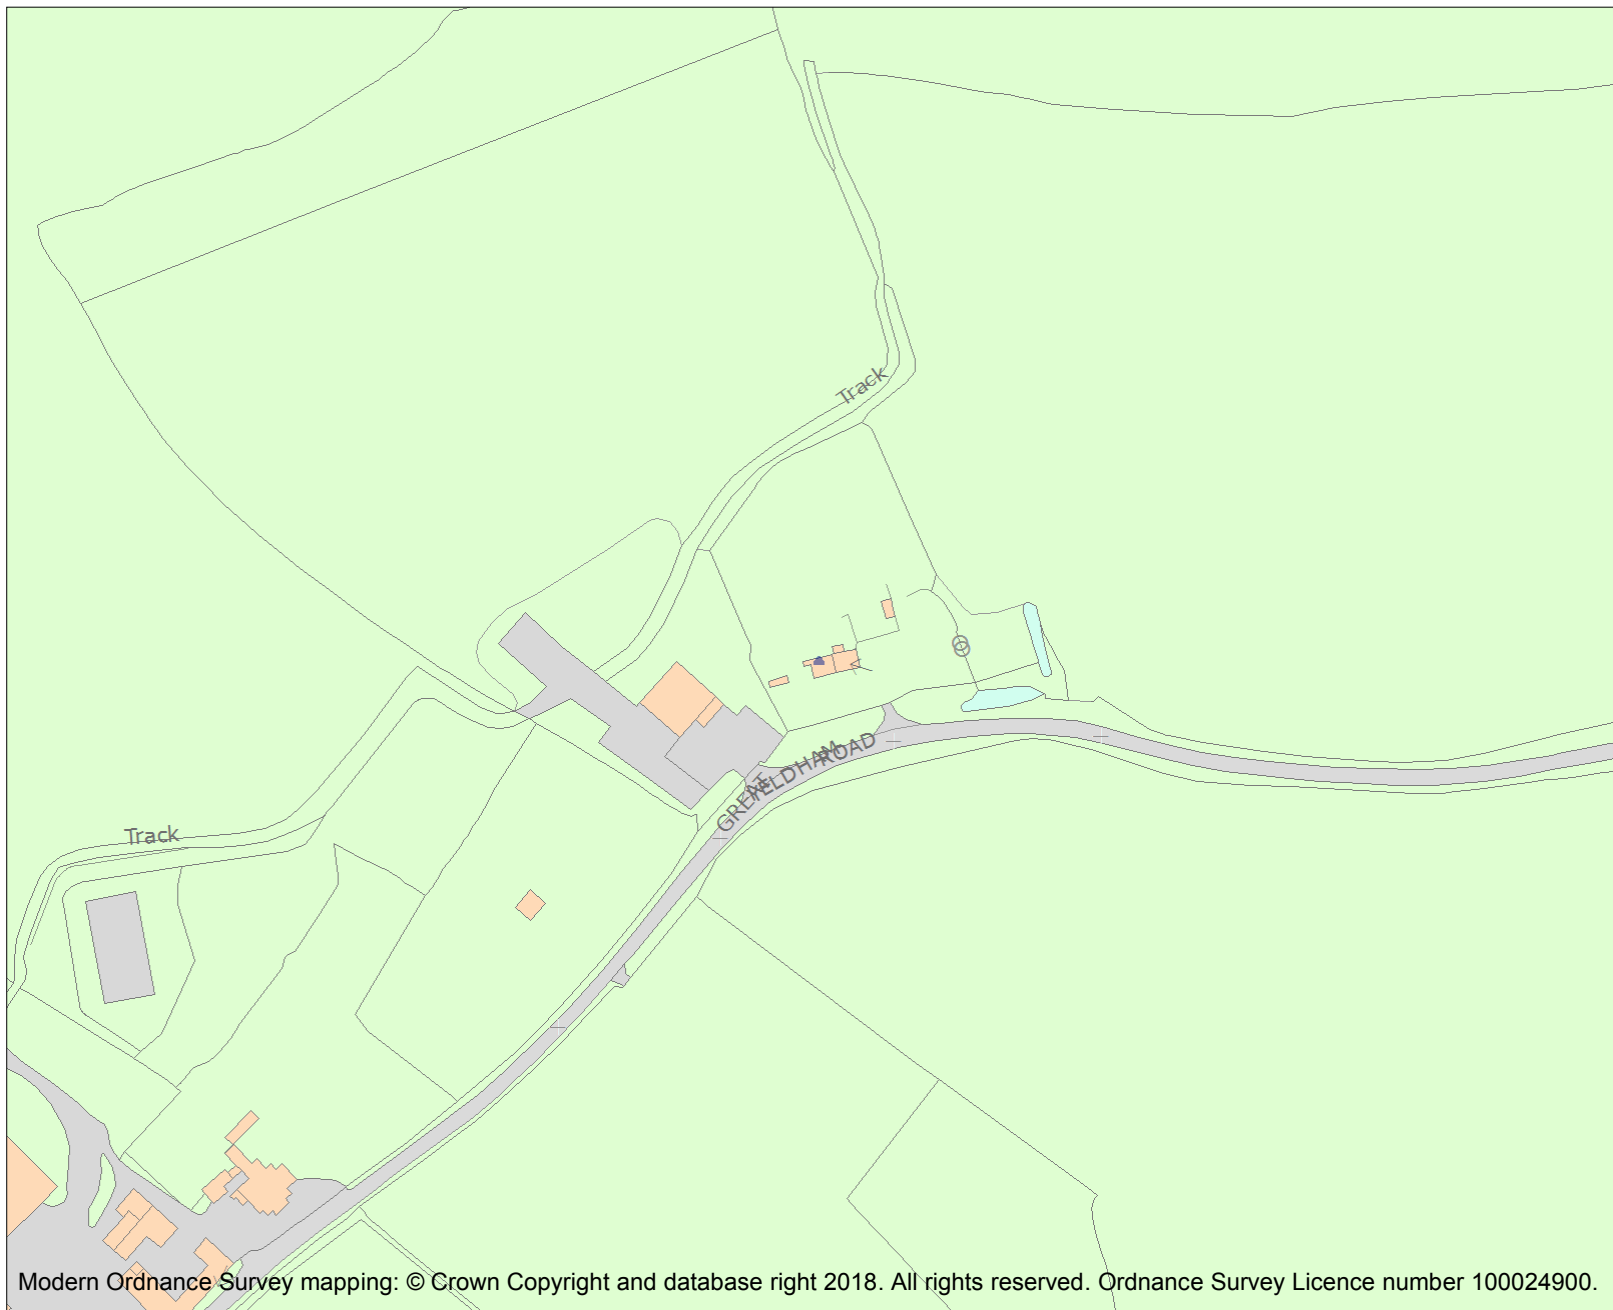 Track
GREAT YELDHAM ROAD
Track
Modern Ordnance Survey mapping: © Crown Copyright and database right 2018. All rights reserved. Ordnance Survey Licence number 100024900.